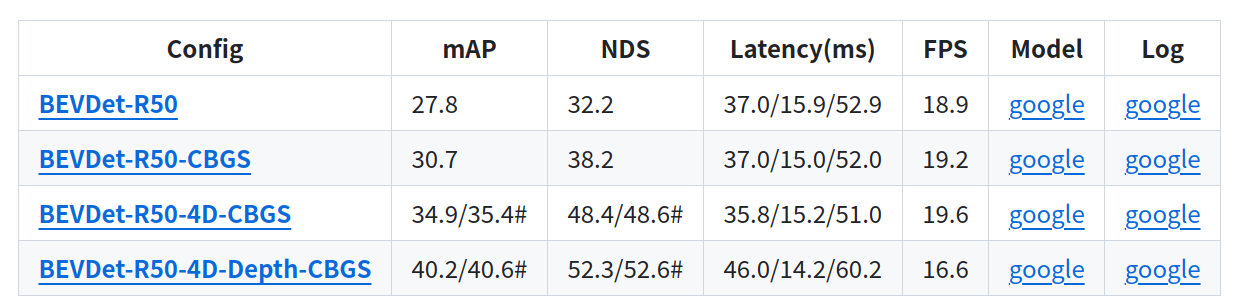 Config mAP NDS Latency(ms) FPS Model Log
BEVDet-R50 27.8 32.2 37.0/15.9/52.9 18.9 google google
BEVDet-R50-CBGS 30.7 38.2 37.0/15.0/52.0 19.2 google google
BEVDet-R50-4D-CBGS 34.9/35.4# 48.4/48.6# 35.8/15.2/51.0 19.6 google google
BEVDet-R50-4D-Depth-CBGS 40.2/40.6# 52.3/52.6# 46.0/14.2/60.2 16.6 google google